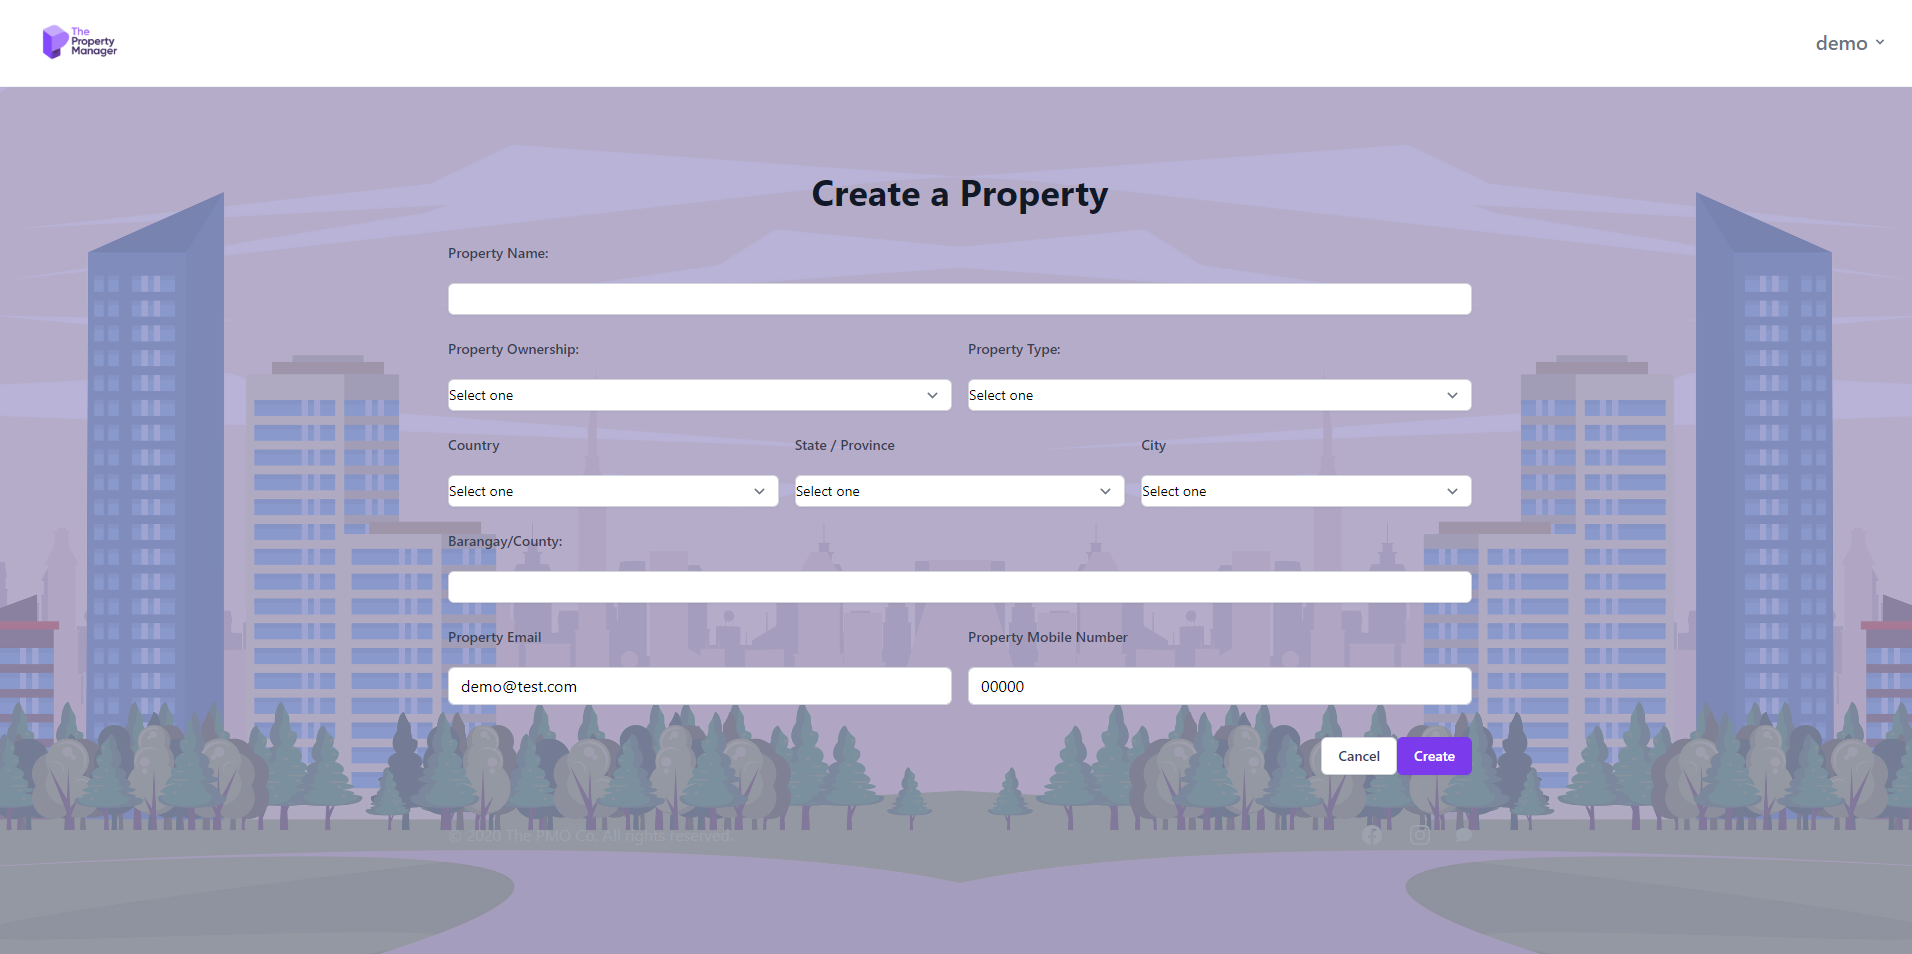 The
Property
Manager
demo
Create a Property
Property Name:
Property Ownership: Property Type:
Select one Select one
Country State / Province City
Select one Select one Select one
Barangay/County:
Property Email Property Mobile Number
demo@test.com 00000
Cancel Create
© 2020 The PMO Co. All rights reserved.